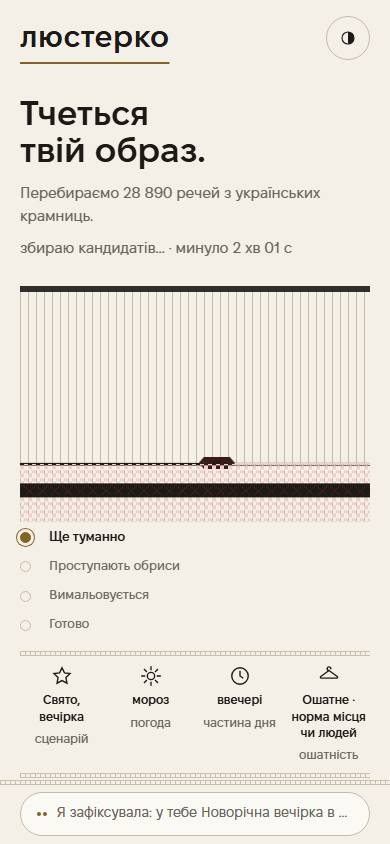 люстерко
Тчеться
твій образ.
Перебираємо 28 890 речей з українських
крамниць.
збираю кандидатів... · минуло 2 хв 01 с
Ще туманно
Проступають обриси
Вимальовується
Готово
Свято,
вечірка
сценарій
мороз
погода
ввечері
частина дня
Ошатне ·
норма місця
чи людей
ошатність
Я зафіксувала: у тебе Новорічна вечірка в ...